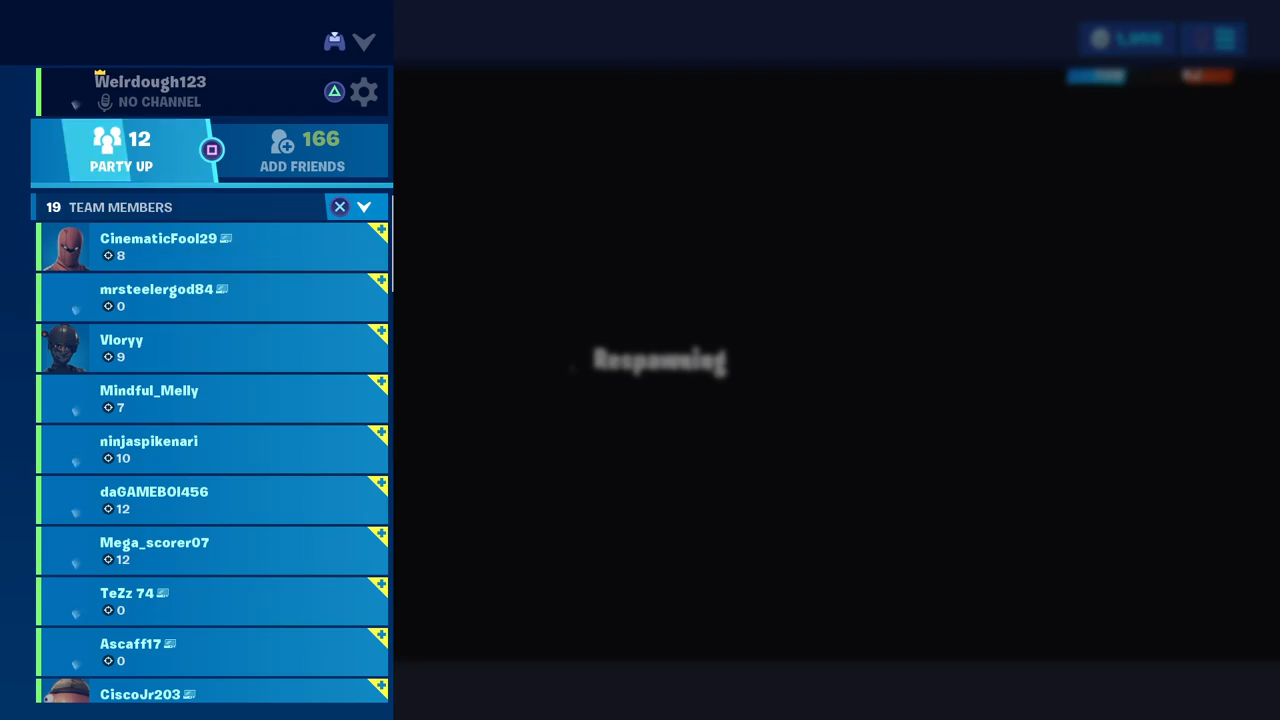 Weirdough123
NO CHANNEL
12
PARTY UP
166
ADD FRIENDS
19 TEAM MEMBERS
CinematicFool29
8
mrsteelergod84
0
Vloryy
9
Mindful_Melly
7
ninjaspikenari
10
daGAMEBOI456
12
Mega_scorer07
12
TeZz 74
0
Ascaff17
0
CiscoJr203
Respawning